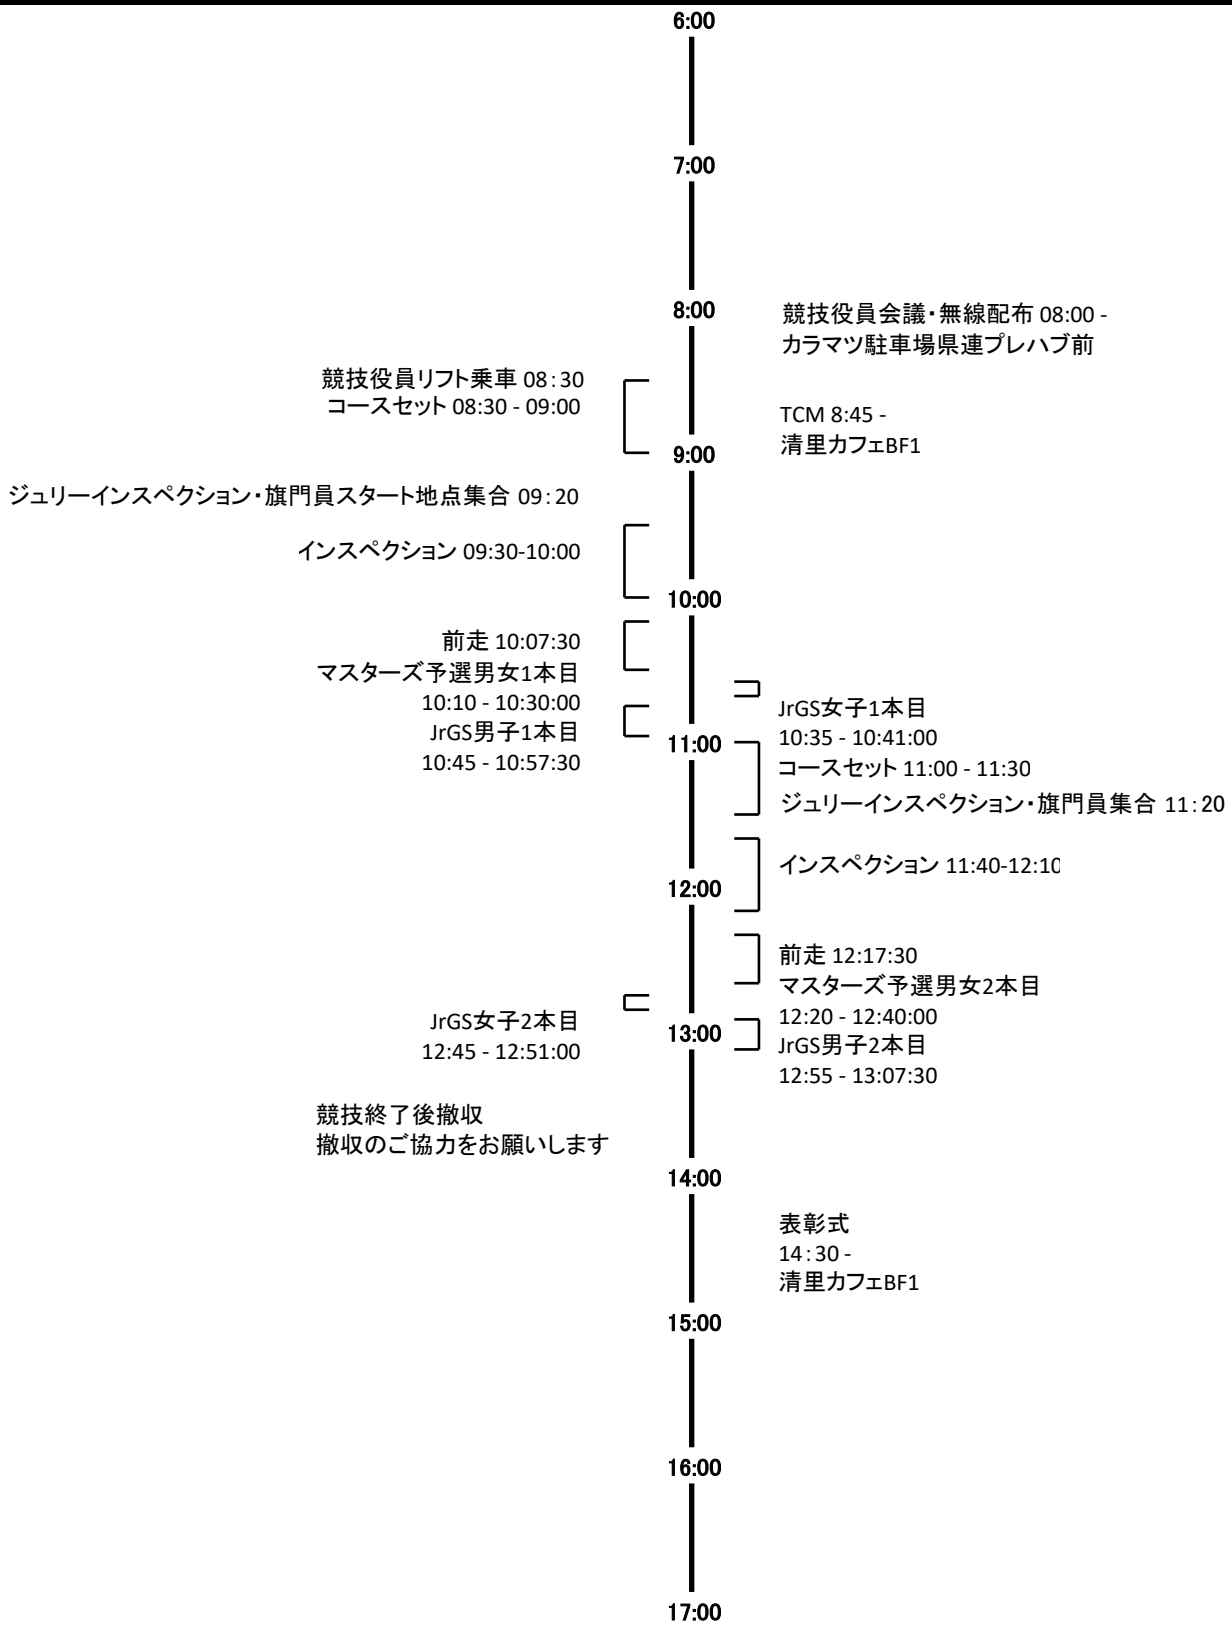 6:00
7:00
8:00
競技役員会議・無線配布 08:00 -
カラマツ駐車場県連プレハブ前
競技役員リフト乗車 08：30
コースセット 08:30 - 09:00
TCM 8:45 -
清里カフェBF1
9:00
ジュリーインスペクション・旗門員スタート地点集合 09：20
インスペクション 09:30-10:00
10:00
前走 10:07:30
マスターズ予選男女1本目
10:10 - 10:30:00
JrGS男子1本目
10:45 - 10:57:30
JrGS女子1本目
10:35 - 10:41:00
11:00
コースセット 11:00 - 11:30
ジュリーインスペクション・旗門員集合 11：20
インスペクション 11:40-12:10
12:00
前走 12:17:30
マスターズ予選男女2本目
12:20 - 12:40:00
JrGS男子2本目
12:55 - 13:07:30
JrGS女子2本目
12:45 - 12:51:00
13:00
競技終了後撤収
撤収のご協力をお願いします
14:00
表彰式
14：30 -
清里カフェBF1
15:00
16:00
17:00